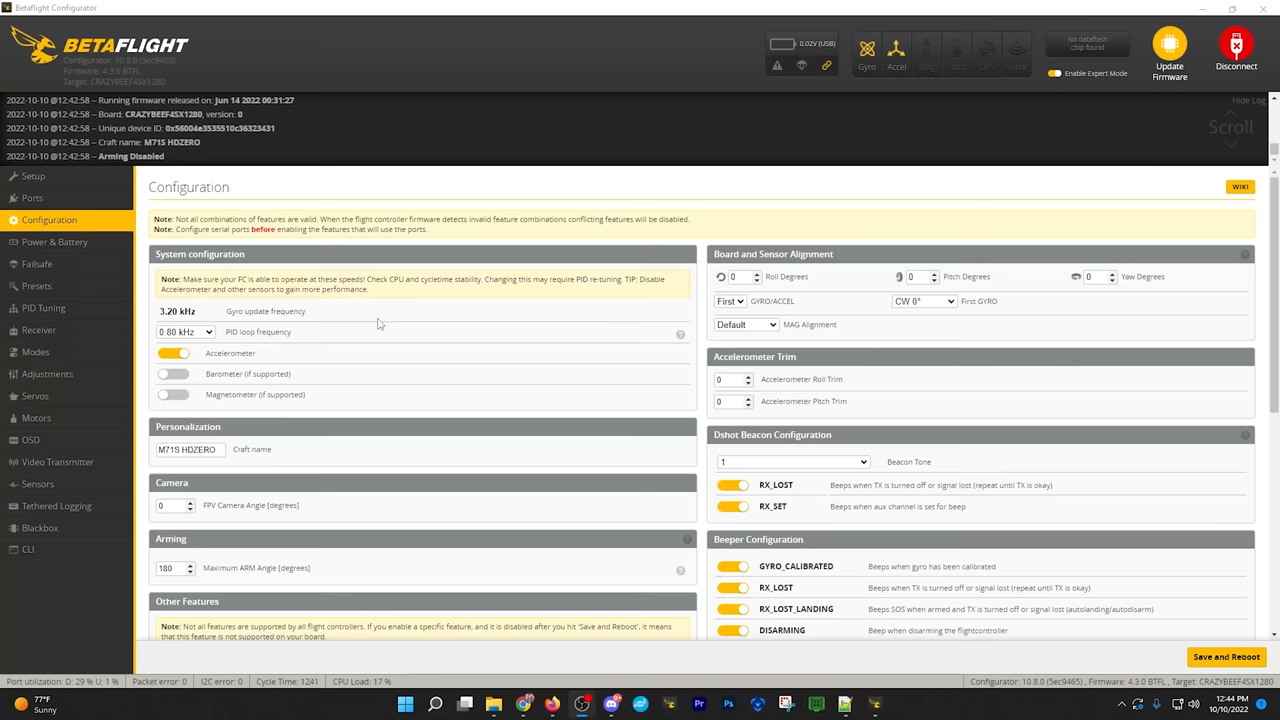 Betaflight Configurator
BETAFLIGHT
Configurator: 10.8.0 (5ec9465)
Firmware: 4.3.0 BTFL
Target: CRAZYBEEF4SX1280
0.02V (USB)
Gyro
Accel
No dataflash
chip found
Enable Expert Mode
Update
Firmware
Disconnect
2022-10-10 @12:42:58 -- Running firmware released on: Jun 14 2022 00:31:27
2022-10-10 @12:42:58 -- Board: CRAZYBEEF4SX1280, version: 0
2022-10-10 @12:42:58 -- Unique device ID: 0x56004e3535510c36323431
2022-10-10 @12:42:58 -- Craft name: M71S HDZERO
2022-10-10 @12:42:58 -- Arming Disabled
Hide Log
Scroll
Setup
Ports
Configuration
Power & Battery
Failsafe
Presets
PID Tuning
Receiver
Modes
Adjustments
Servos
Motors
OSD
Video Transmitter
Sensors
Tethered Logging
Blackbox
CLI
Configuration
WIKI
Note: Not all combinations of features are valid. When the flight controller firmware detects invalid feature combinations conflicting features will be disabled.
Note: Configure serial ports before enabling the features that will use the ports.
System configuration
Note: Make sure your FC is able to operate at these speeds! Check CPU and cycletime stability. Changing this may require PID re-tuning. TIP: Disable
Accelerometer and other sensors to gain more performance.
3.20 kHz Gyro update frequency
0.80 kHz PID loop frequency
Accelerometer
Barometer (if supported)
Magnetometer (if supported)
Personalization
M71S HDZERO Craft name
Camera
0 FPV Camera Angle [degrees]
Arming
180 Maximum ARM Angle [degrees]
Other Features
Note: Not all features are supported by all flight controllers. If you enable a specific feature, and it is disabled after you hit 'Save and Reboot', it means
that this feature is not supported on your board.
Board and Sensor Alignment
0 Roll Degrees 0 Pitch Degrees 0 Yaw Degrees
First GYRO/ACCEL CW 0° First GYRO
Default MAG Alignment
Accelerometer Trim
0 Accelerometer Roll Trim
0 Accelerometer Pitch Trim
Dshot Beacon Configuration
1 Beacon Tone
RX_LOST Beeps when TX is turned off or signal lost (repeat until TX is okay)
RX_SET Beeps when aux channel is set for beep
Beeper Configuration
GYRO_CALIBRATED Beeps when gyro has been calibrated
RX_LOST Beeps when TX is turned off or signal lost (repeat until TX is okay)
RX_LOST_LANDING Beeps SOS when armed and TX is turned off or signal lost (autolanding/autodisarm)
DISARMING Beep when disarming the flightcontroller
Save and Reboot
Port utilization: D: 29 % U: 1 % Packet error: 0 I2C error: 0 Cycle Time: 1241 CPU Load: 17 %
Configurator: 10.8.0 (5ec9465) , Firmware: 4.3.0 BTFL , Target: CRAZYBEEF4SX1280
77°F
Sunny
12:44 PM
10/10/2022